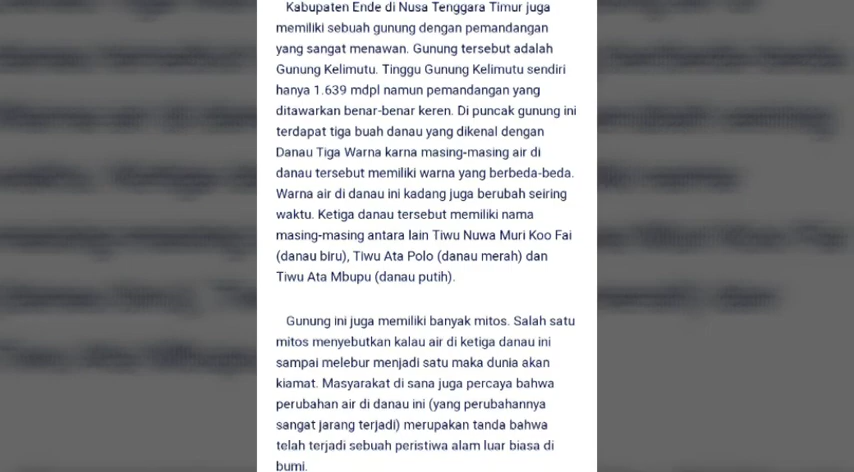 Kabupaten Ende di Nusa Tenggara Timur juga
memiliki sebuah gunung dengan pemandangan
yang sangat menawan. Gunung tersebut adalah
Gunung Kelimutu. Tinggu Gunung Kelimutu sendiri
hanya 1.639 mdpl namun pemandangan yang
ditawarkan benar-benar keren. Di puncak gunung ini
terdapat tiga buah danau yang dikenal dengan
Danau Tiga Warna karna masing-masing air di
danau tersebut memiliki warna yang berbeda-beda.
Warna air di danau ini kadang juga berubah seiring
waktu. Ketiga danau tersebut memiliki nama
masing-masing antara lain Tiwu Nuwa Muri Koo Fai
(danau biru), Tiwu Ata Polo (danau merah) dan
Tiwu Ata Mbupu (danau putih).
Gunung ini juga memiliki banyak mitos. Salah satu
mitos menyebutkan kalau air di ketiga danau ini
sampai melebur menjadi satu maka dunia akan
kiamat. Masyarakat di sana juga percaya bahwa
perubahan air di danau ini (yang perubahannya
sangat jarang terjadi) merupakan tanda bahwa
telah terjadi sebuah peristiwa alam luar biasa di
bumi.